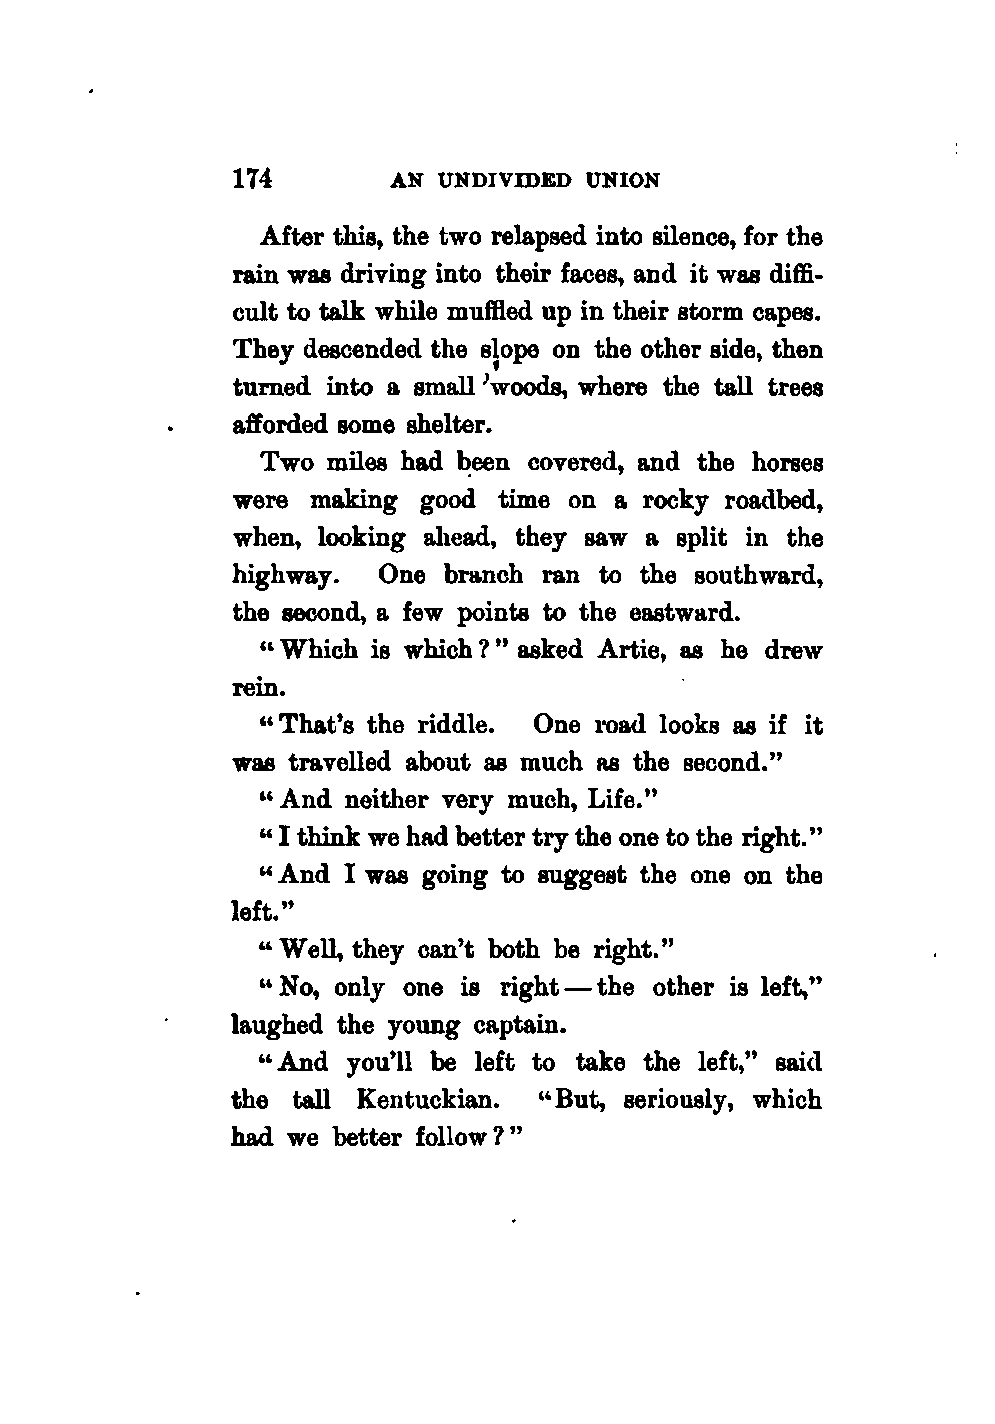 174 AN UNDIVIDED UNION
After this, the two relapsed into silence, for the
rain was driving into their faces, and it was diffi-
cult to talk while muffled up in their storm capes.
They descended the slope on the other side, then
turned into a small woods, where the tall trees
afforded some shelter.
Two miles had been covered, and the horses
were making good time on a rocky roadbed,
when, looking ahead, they saw a split in the
highway. One branch ran to the southward,
the second, a few points to the eastward.
“Which is which?” asked Artie, as he drew
rein.
“That’s the riddle. One road looks as if it
was travelled about as much as the second.”
“And neither very much, Life.”
“I think we had better try the one to the right.”
“And I was going to suggest the one on the
left.”
“Well, they can’t both be right.”
“No, only one is right—the other is left,”
laughed the young captain.
“And you’ll be left to take the left,” said
the tall Kentuckian. “But, seriously, which
had we better follow?”